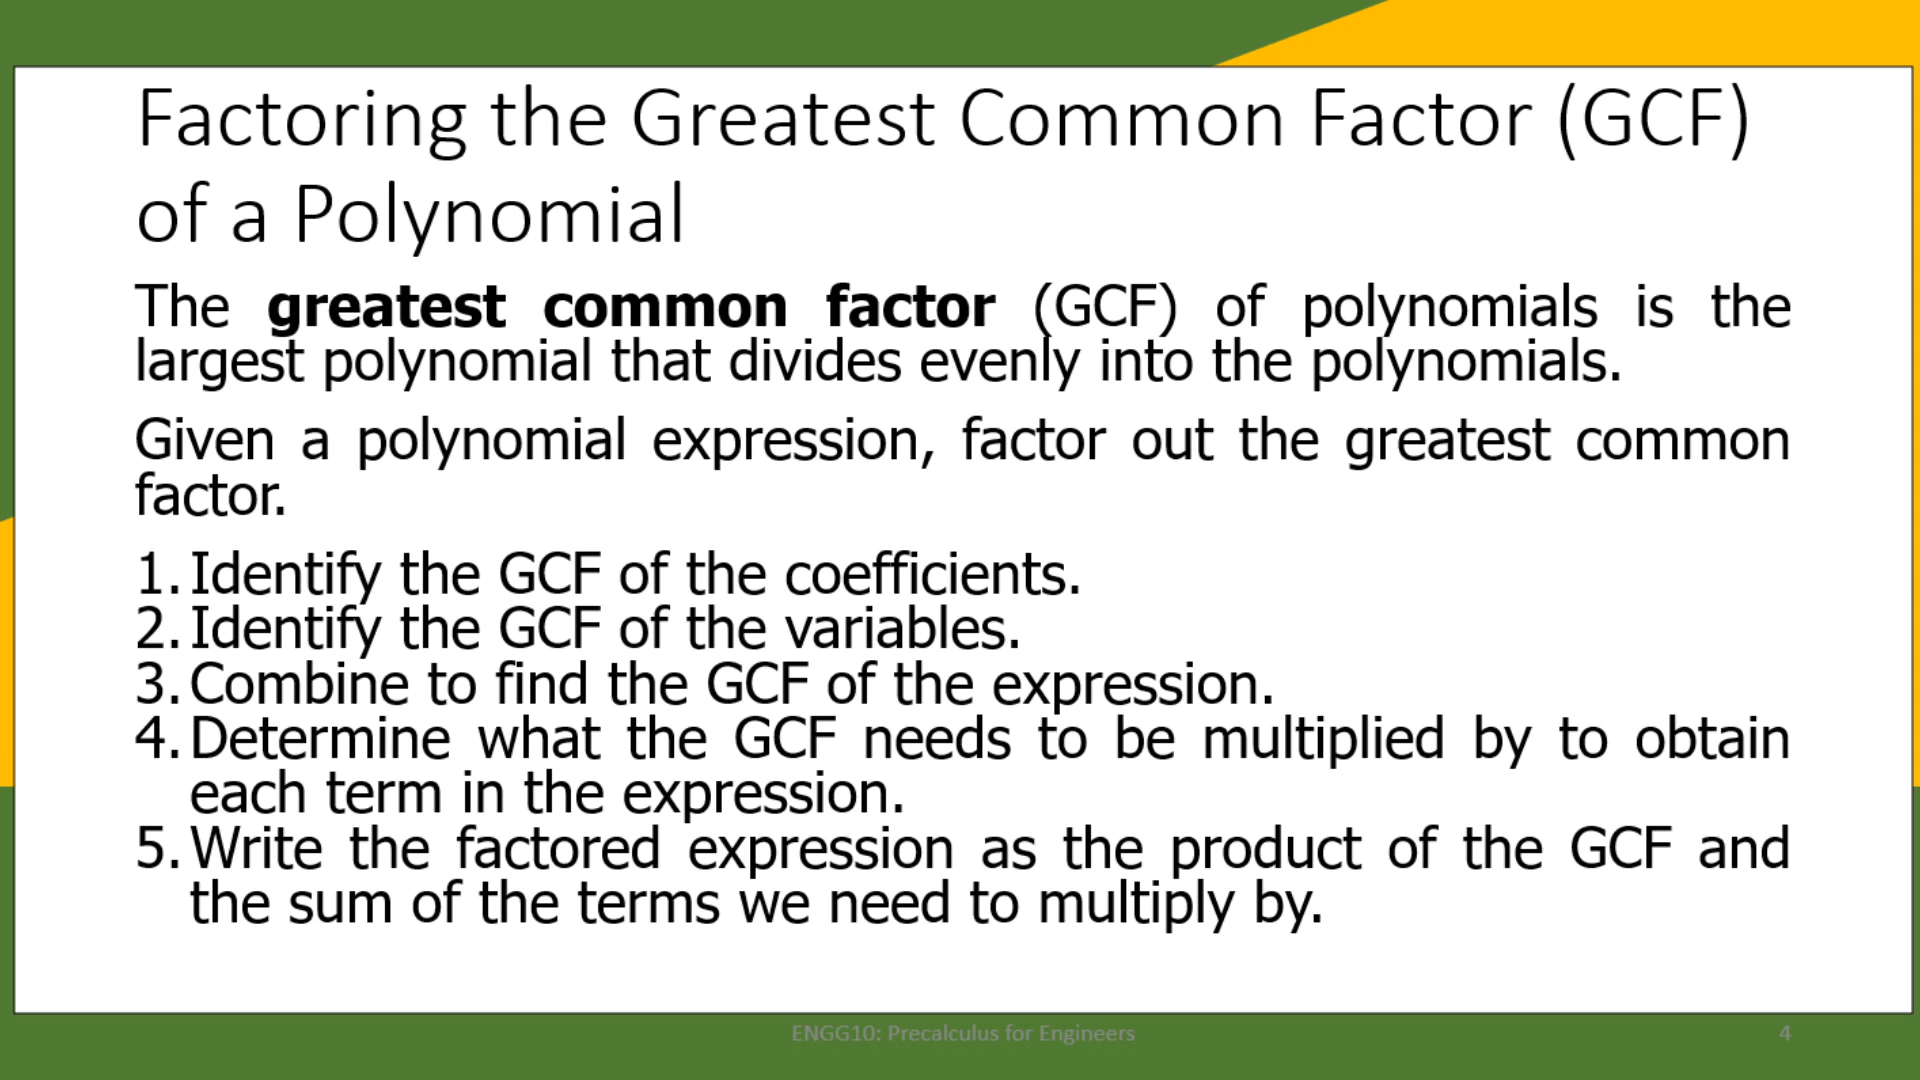 Factoring the Greatest Common Factor (GCF)
of a Polynomial
The greatest common factor (GCF) of polynomials is the
largest polynomial that divides evenly into the polynomials.
Given a polynomial expression, factor out the greatest common
factor.
1. Identify the GCF of the coefficients.
2. Identify the GCF of the variables.
3. Combine to find the GCF of the expression.
4. Determine what the GCF needs to be multiplied by to obtain
each term in the expression.
5. Write the factored expression as the product of the GCF and
the sum of the terms we need to multiply by.
ENGG10: Precalculus for Engineers
4